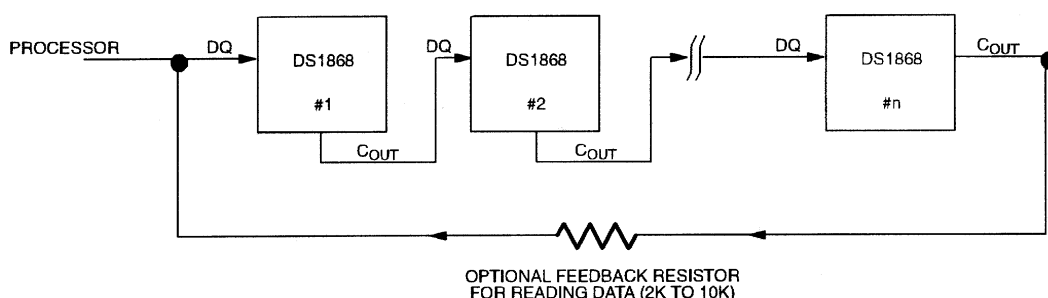 PROCESSOR
DQ
DS1868
#1
COUT
DQ
DS1868
#2
COUT
DQ
DS1868
#n
COUT
OPTIONAL FEEDBACK RESISTOR
FOR READING DATA (2K TO 10K)